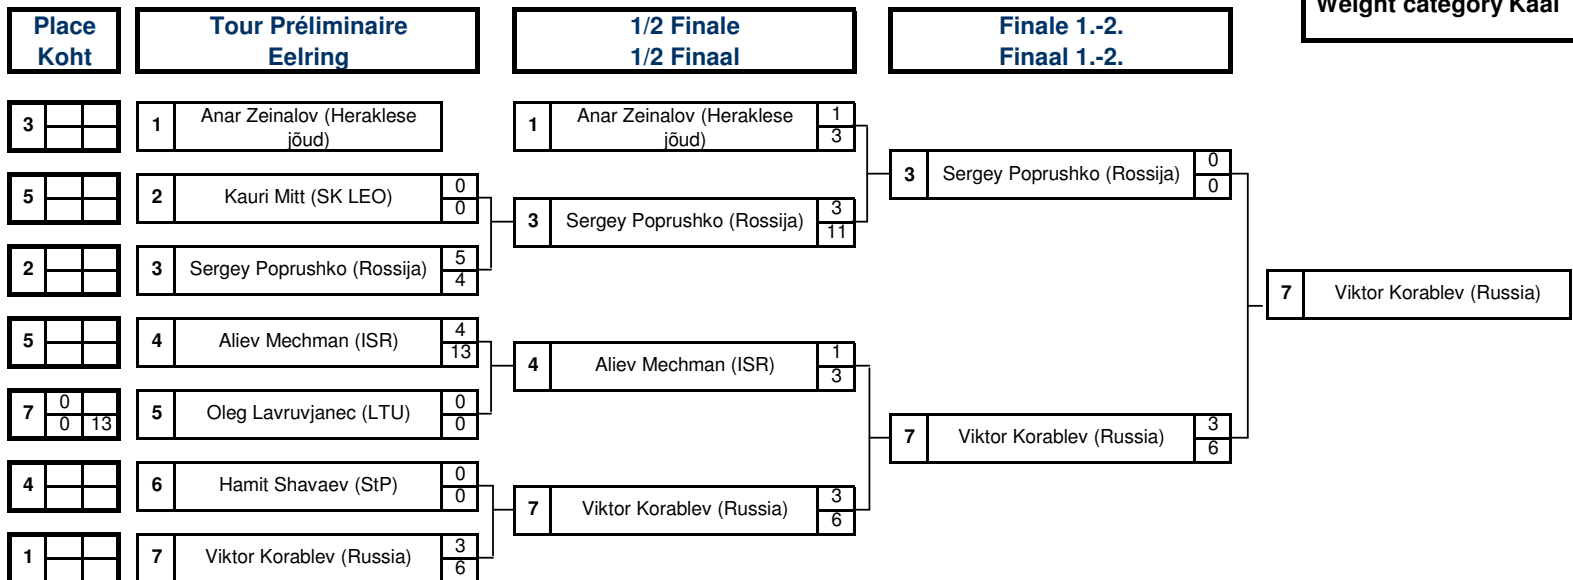 Weight category Kaal
Place
Koht
Tour Préliminaire
Eelring
1/2 Finale
1/2 Finaal
Finale 1.-2.
Finaal 1.-2.
3
1
Anar Zeinalov (Heraklese
jõud)
1
Anar Zeinalov (Heraklese
jõud)
1
3
3
Sergey Poprushko (Rossija)
0
0
5
2
Kauri Mitt (SK LEO)
0
0
3
Sergey Poprushko (Rossija)
3
11
2
3
Sergey Poprushko (Rossija)
5
4
7
Viktor Korablev (Russia)
5
4
Aliev Mechman (ISR)
4
13
4
Aliev Mechman (ISR)
1
3
7
0
0 13
5
Oleg Lavruvjanec (LTU)
0
0
7
Viktor Korablev (Russia)
3
6
4
6
Hamit Shavaev (StP)
0
0
7
Viktor Korablev (Russia)
3
6
1
7
Viktor Korablev (Russia)
3
6